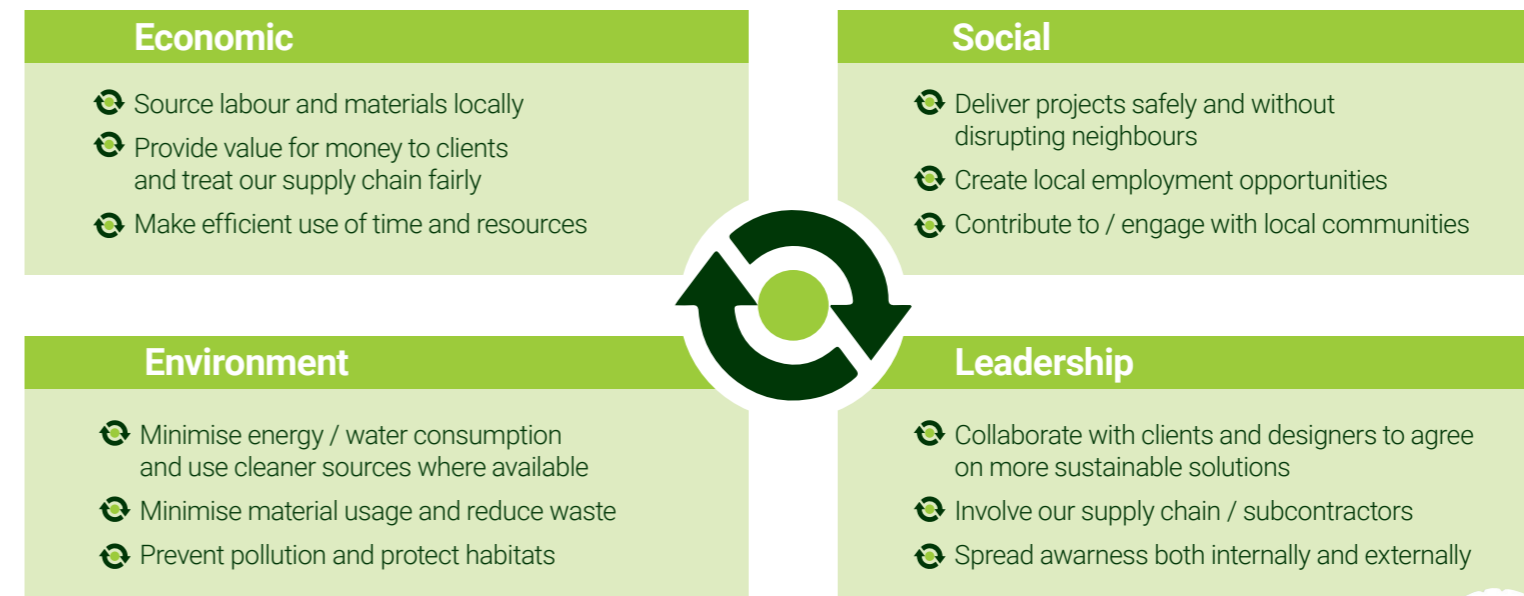 Economic
Source labour and materials locally
Provide value for money to clients
and treat our supply chain fairly
Make efficient use of time and resources
Social
Deliver projects safely and without
disrupting neighbours
Create local employment opportunities
Contribute to / engage with local communities
Environment
Minimise energy / water consumption
and use cleaner sources where available
Minimise material usage and reduce waste
Prevent pollution and protect habitats
Leadership
Collaborate with clients and designers to agree
on more sustainable solutions
Involve our supply chain / subcontractors
Spread awarness both internally and externally